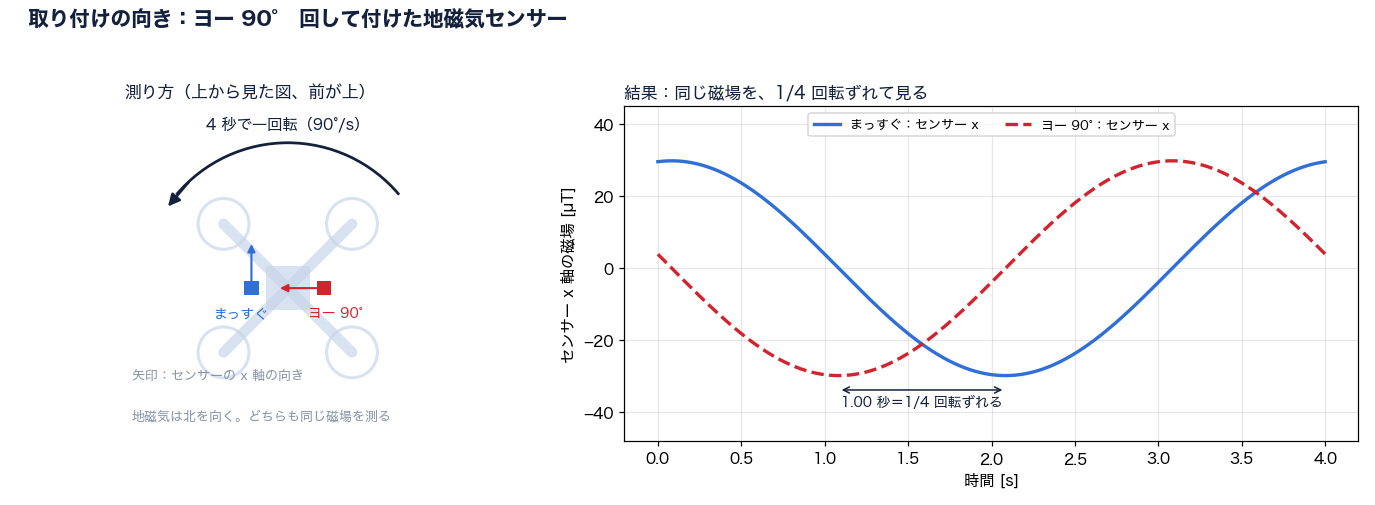 取り付けの向き：ヨー 90°　回して付けた地磁気センサー
測り方（上から見た図、前が上）
4 秒で一回転（90°/s）
まっすぐ
ヨー 90°
矢印：センサーの x 軸の向き
地磁気は北を向く。どちらも同じ磁場を測る
結果：同じ磁場を、1/4 回転ずれて見る
まっすぐ：センサー x
ヨー 90°：センサー x
センサー x 軸の磁場 [µT]
40
20
0
−20
−40
1.00 秒＝1/4 回転ずれる
0.0 0.5 1.0 1.5 2.0 2.5 3.0 3.5 4.0
時間 [s]